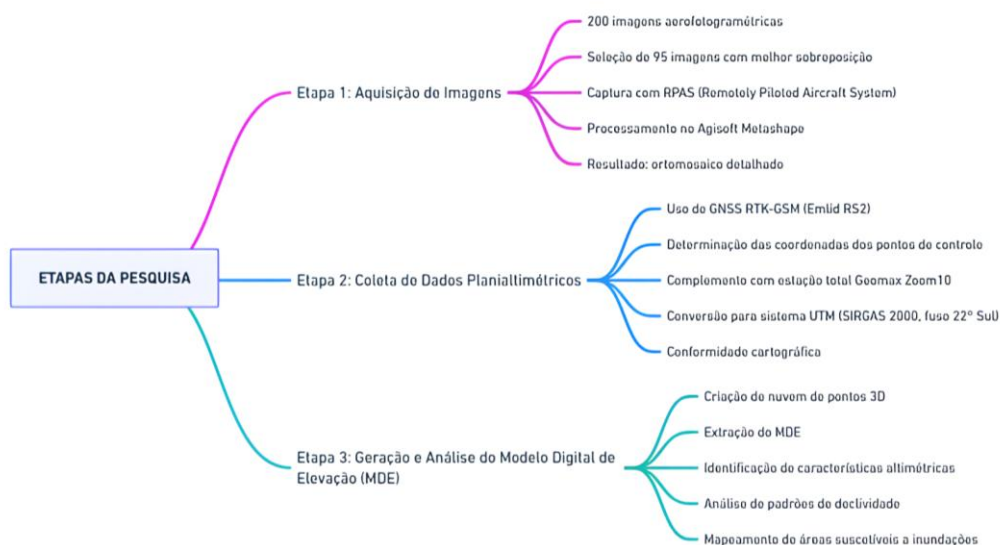 ETAPAS DA PESQUISA
Etapa 1: Aquisição de Imagens
200 imagens aerofotogramétricas
Seleção de 95 imagens com melhor sobreposição
Captura com RPAS (Remotely Piloted Aircraft System)
Processamento no Agisoft Metashape
Resultado: ortomosaico detalhado
Etapa 2: Coleta de Dados Planialtimétricos
Uso de GNSS RTK-GSM (Emlid RS2)
Determinação das coordenadas dos pontos de controle
Complemento com estação total Geomax Zoom10
Conversão para sistema UTM (SIRGAS 2000, fuso 22º Sul)
Conformidade cartográfica
Etapa 3: Geração e Análise do Modelo Digital de
Elevação (MDE)
Criação de nuvem de pontos 3D
Extração do MDE
Identificação de características altimétricas
Análise de padrões de declividade
Mapeamento de áreas suscetíveis a inundações